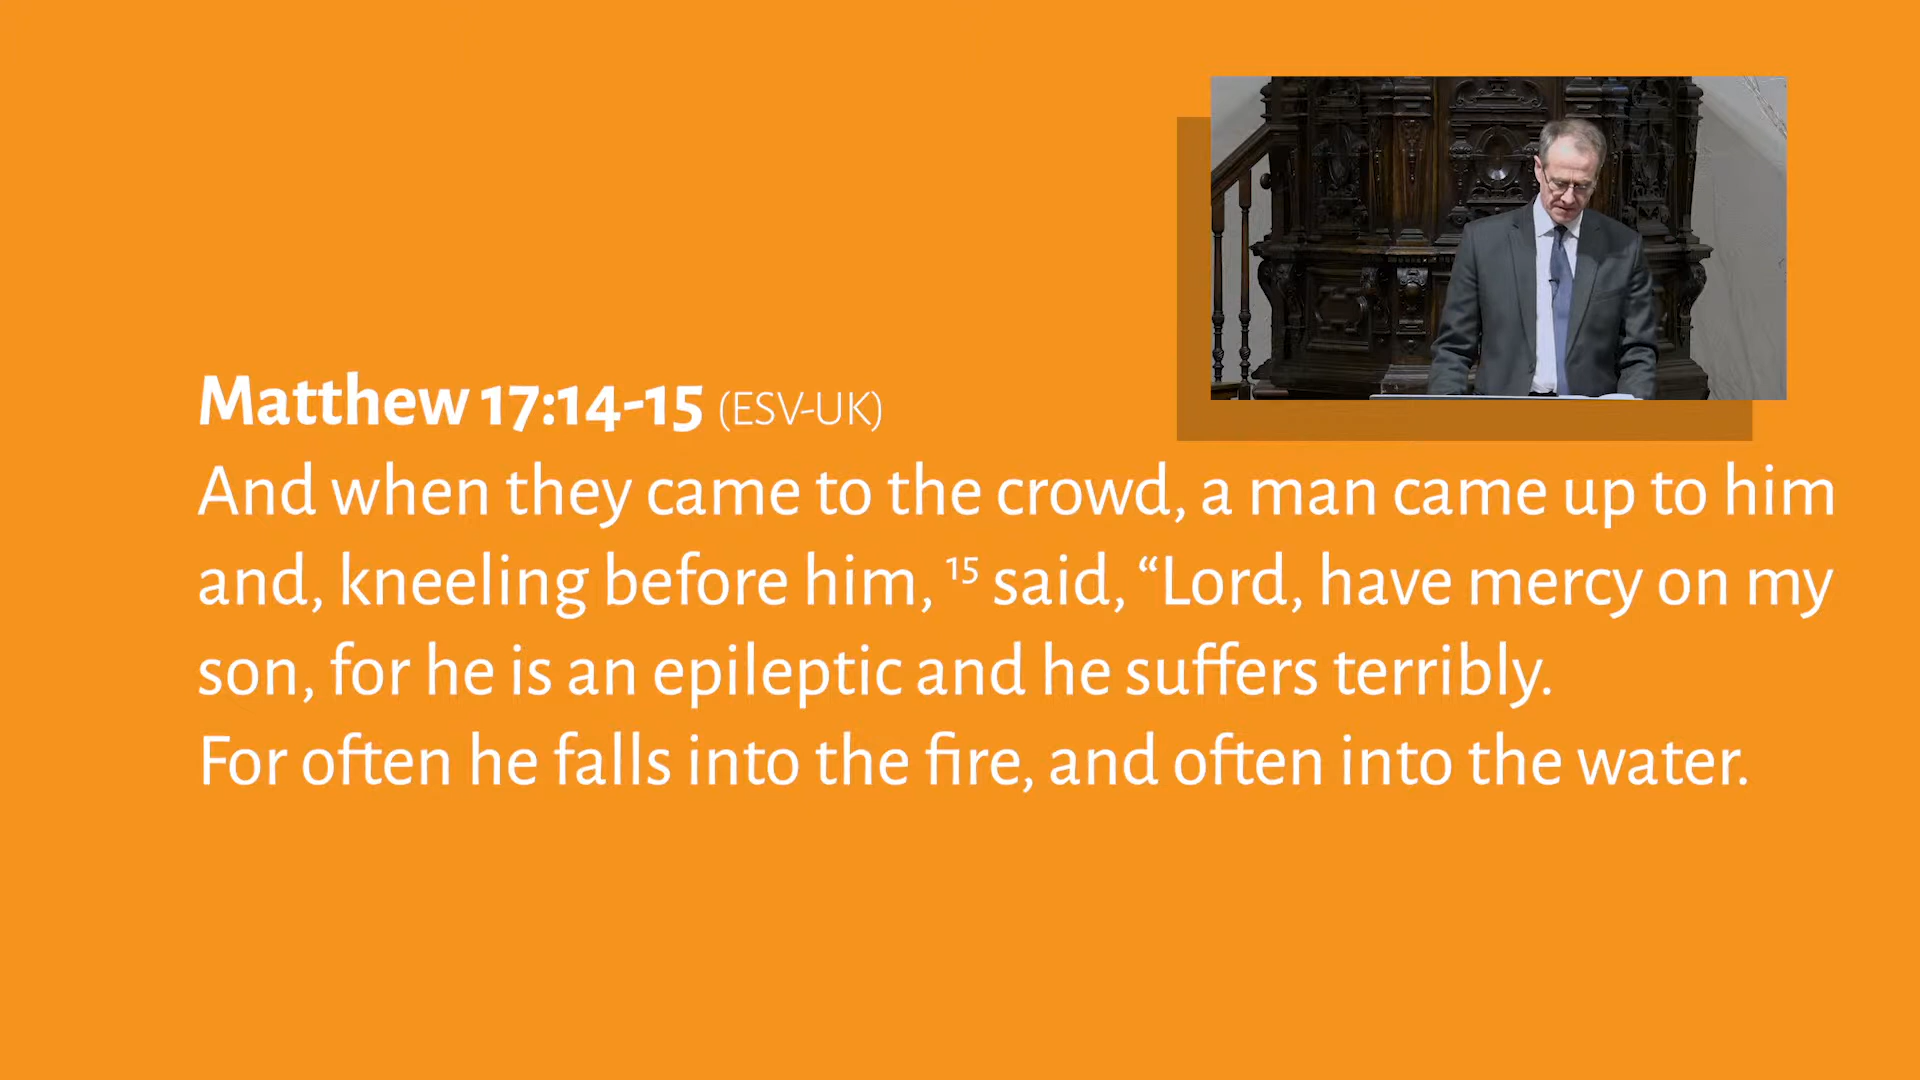 Matthew 17:14-15 (ESV-UK)
And when they came to the crowd, a man came up to him
and, kneeling before him, ¹⁵ said, “Lord, have mercy on my
son, for he is an epileptic and he suffers terribly.
For often he falls into the fire, and often into the water.